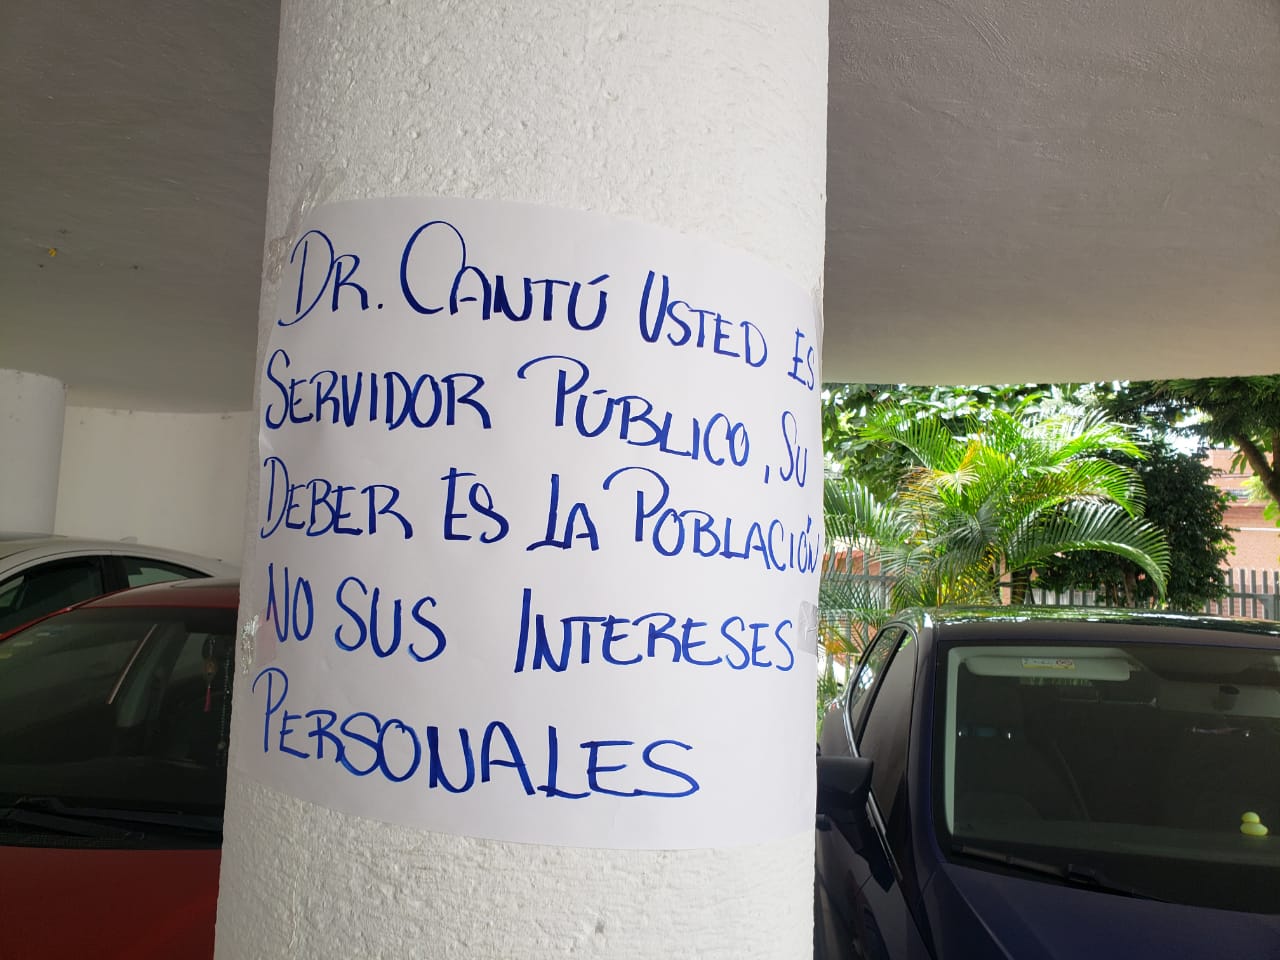 DR. CANTÚ USTED ES
SERVIDOR PÚBLICO, SU
DEBER ES LA POBLACIÓN
NO SUS INTERESES
PERSONALES